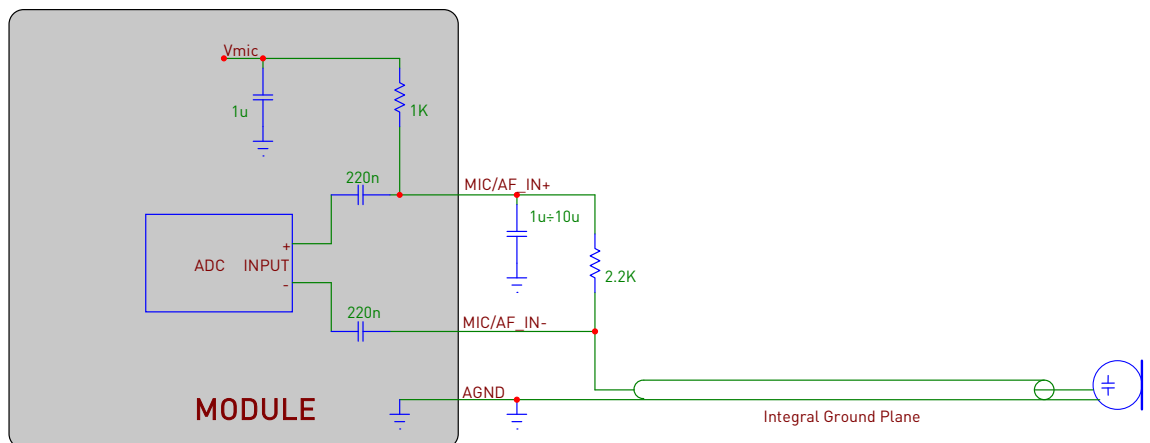 Vmic
1u
1K
220n
MIC/AF_IN+
1u÷10u
+
ADC INPUT
-
2.2K
220n
MIC/AF_IN-
AGND
MODULE
Integral Ground Plane